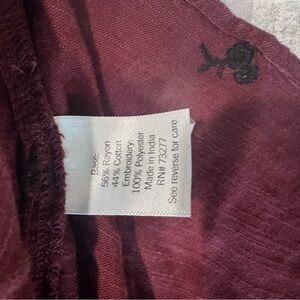 Base:
56% Rayon
44% Cotton
Embroidery:
100% Polyester
Made in India
RN# 73277
See reverse for care